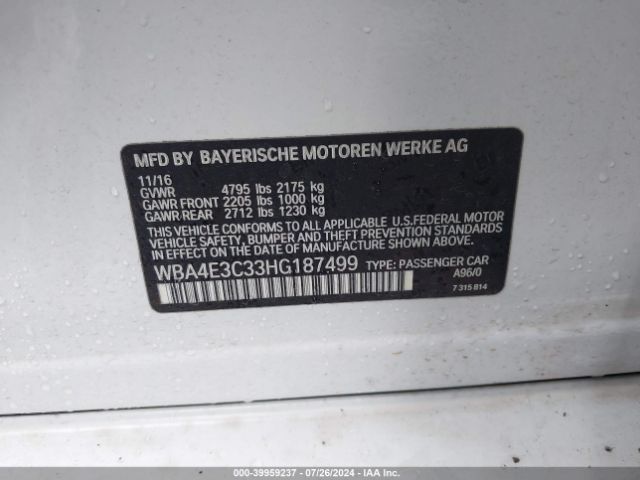 MFD BY BAYERISCHE MOTOREN WERKE AG
11/16
GVWR 4795 lbs 2175 kg
GAWR FRONT 2205 lbs 1000 kg
GAWR REAR 2712 lbs 1230 kg
THIS VEHICLE CONFORMS TO ALL APPLICABLE U.S.FEDERAL MOTOR
VEHICLE SAFETY, BUMPER AND THEFT PREVENTION STANDARDS
IN EFFECT ON THE DATE OF MANUFACTURE SHOWN ABOVE.
WBA4E3C33HG187499 TYPE: PASSENGER CAR
A96/0
7 315 814
000-39959237 - 07/26/2024 - IAA Inc.